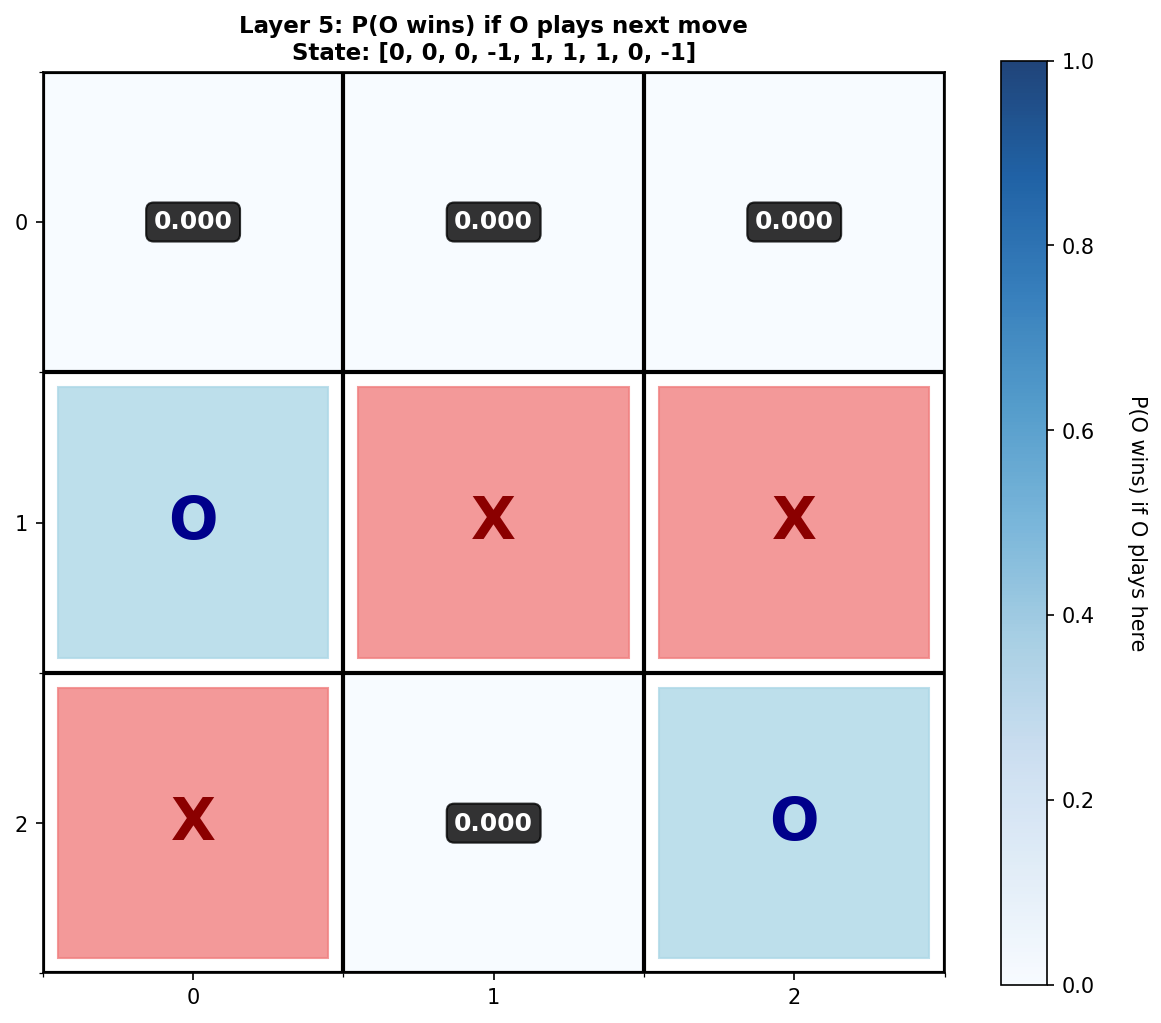 Layer 5: P(O wins) if O plays next move
State: [0, 0, 0, -1, 1, 1, 1, 0, -1]
0
0.000
0.000
0.000
1
O
X
X
2
X
0.000
O
0
1
2
1.0
0.8
0.6
0.4
0.2
0.0
P(O wins) if O plays here